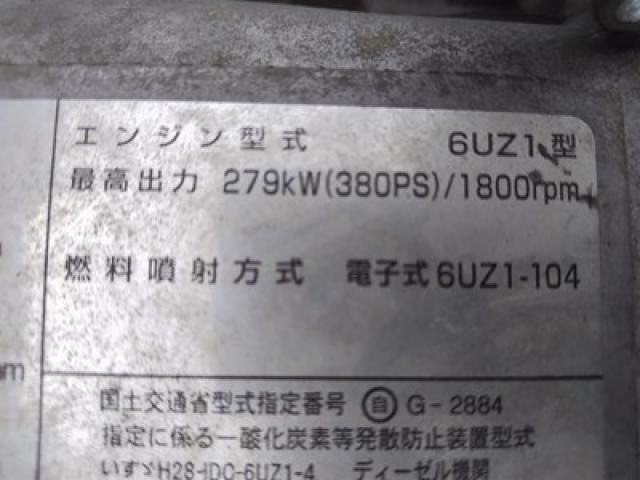 エンジン型式 6UZ1型
最高出力 279kW(380PS)/1800rpm
燃料噴射方式 電子式6UZ1-104
国土交通省型式指定番号 ㊟自 G-2884
指定に係る一酸化炭素等発散防止装置型式
いすゞH28-IDC-6UZ1-4 ディーゼル機関